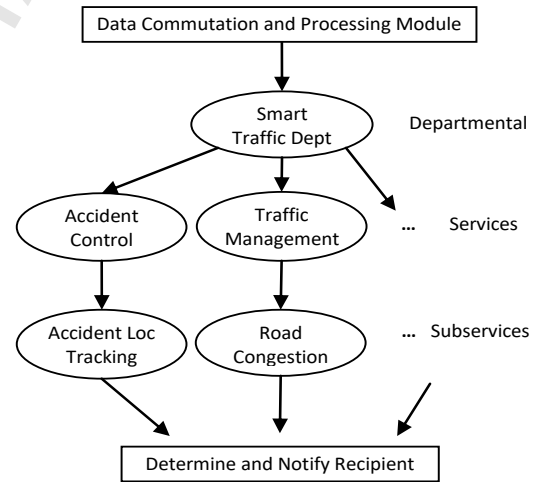 Data Commutation and Processing Module
Smart
Traffic Dept
Departmental
Accident
Control
Traffic
Management
... Services
Accident Loc
Tracking
Road
Congestion
... Subservices
Determine and Notify Recipient